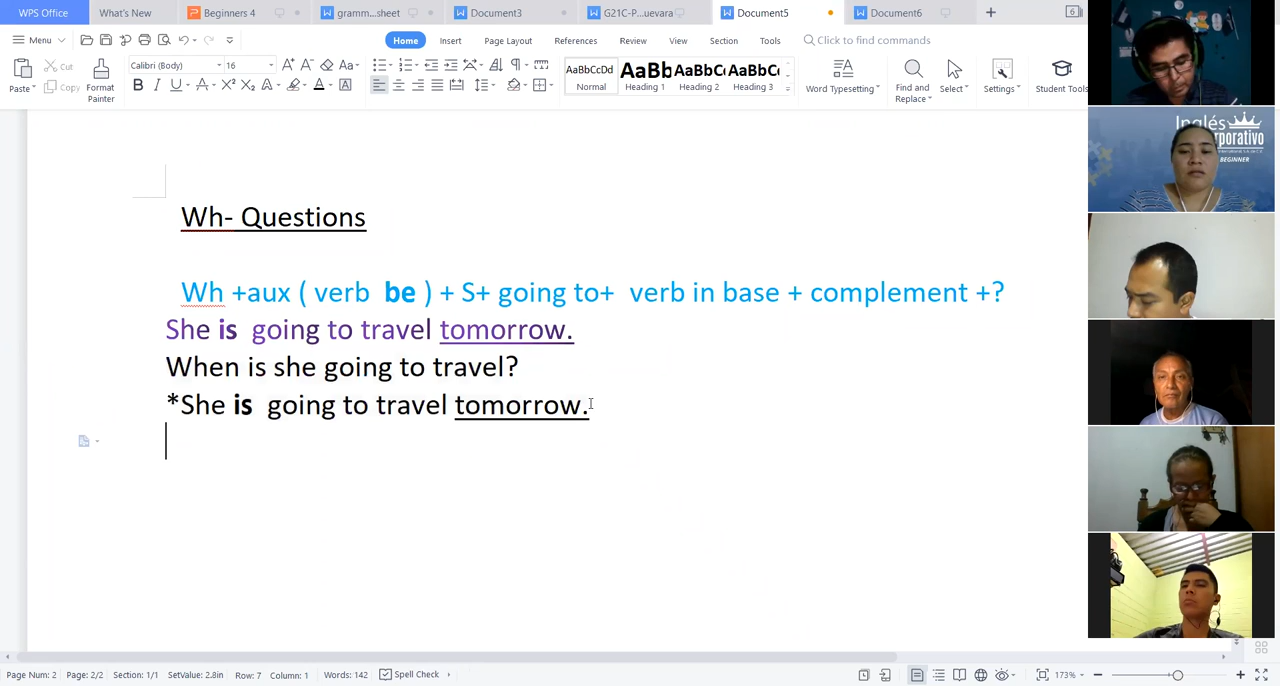 WPS Office What's New Beginners 4 gramm...sheet Document3 G21C-P...uevara Document5 Document6 + 6
Menu Home Insert Page Layout References Review View Section Tools Click to find commands
Paste Cut Copy Format Painter Calibri (Body) 16 AaBbCcDd Normal AaBb Heading 1 AaBbC Heading 2 AaBbC Heading 3 Word Typesetting Find and Replace Select Settings Student Tools
Wh- Questions
Wh +aux ( verb be ) + S+ going to+ verb in base + complement +?
She is going to travel tomorrow.
When is she going to travel?
*She is going to travel tomorrow.
Inglés
rporativo
BEGINNER
Page Num: 2 Page: 2/2 Section: 1/1 SetValue: 2.8in Row: 7 Column: 1 Words: 142 Spell Check 173%